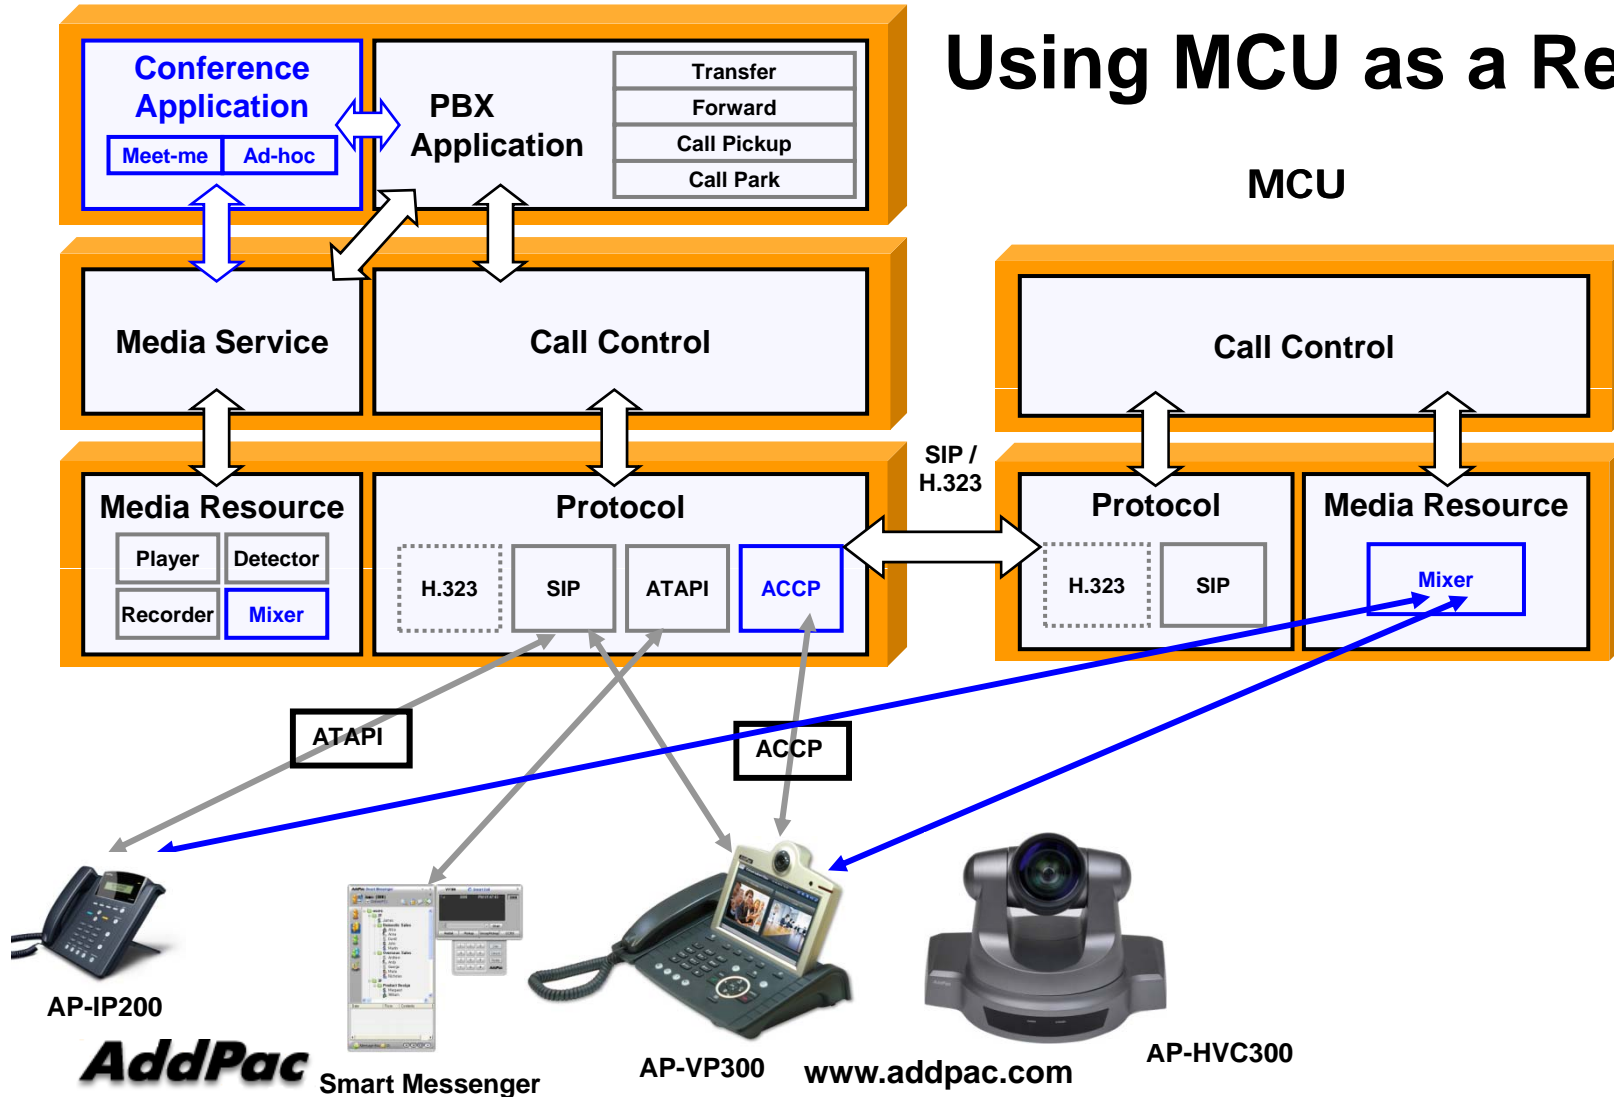 Using MCU as a Re
Conference
Application
Meet-me
Ad-hoc
PBX
Application
Transfer
Forward
Call Pickup
Call Park
MCU
Media Service
Call Control
Call Control
SIP /
H.323
Media Resource
Player
Detector
Recorder
Mixer
Protocol
H.323
SIP
ATAPI
ACCP
Protocol
H.323
SIP
Media Resource
Mixer
ATAPI
ACCP
AP-IP200
Smart Messenger
AP-VP300
AP-HVC300
AddPac
www.addpac.com